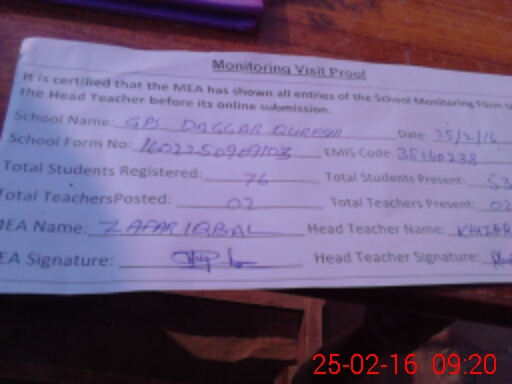 Monitoring Visit Proof
It is certified that the MEA has shown all entries of the School Monitoring Form to
the Head Teacher before its online submission.
School Name: GPS DAGGAR QURESHI Date: 25/2/16
School Form No: EMIS Code:
Total Students Registered: 76 Total Students Present: 53
Total TeachersPosted: 02 Total Teachers Present: 02
MEA Name: ZAFAR IQBAL Head Teacher Name:
EA Signature: Head Teacher Signature:
25-02-16 09:20